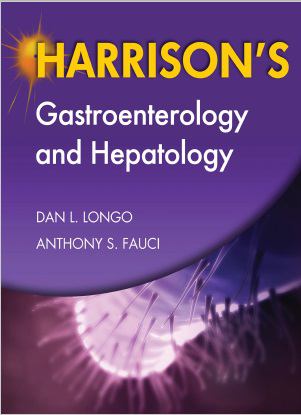 HARRISON'S
Gastroenterology
and Hepatology
DAN L. LONGO
ANTHONY S. FAUCI